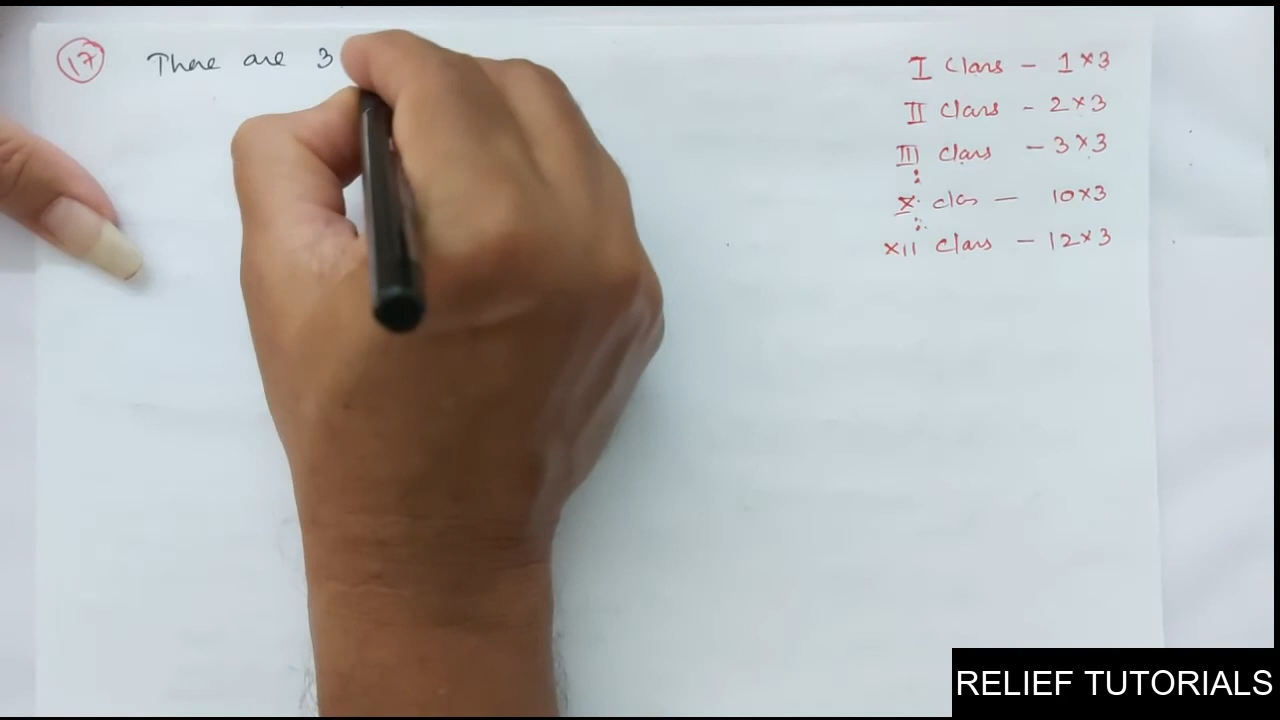 17 There are 3
I class - 1×3
II class - 2×3
III class - 3×3
X clas - 10×3
XII class - 12×3
RELIEF TUTORIALS